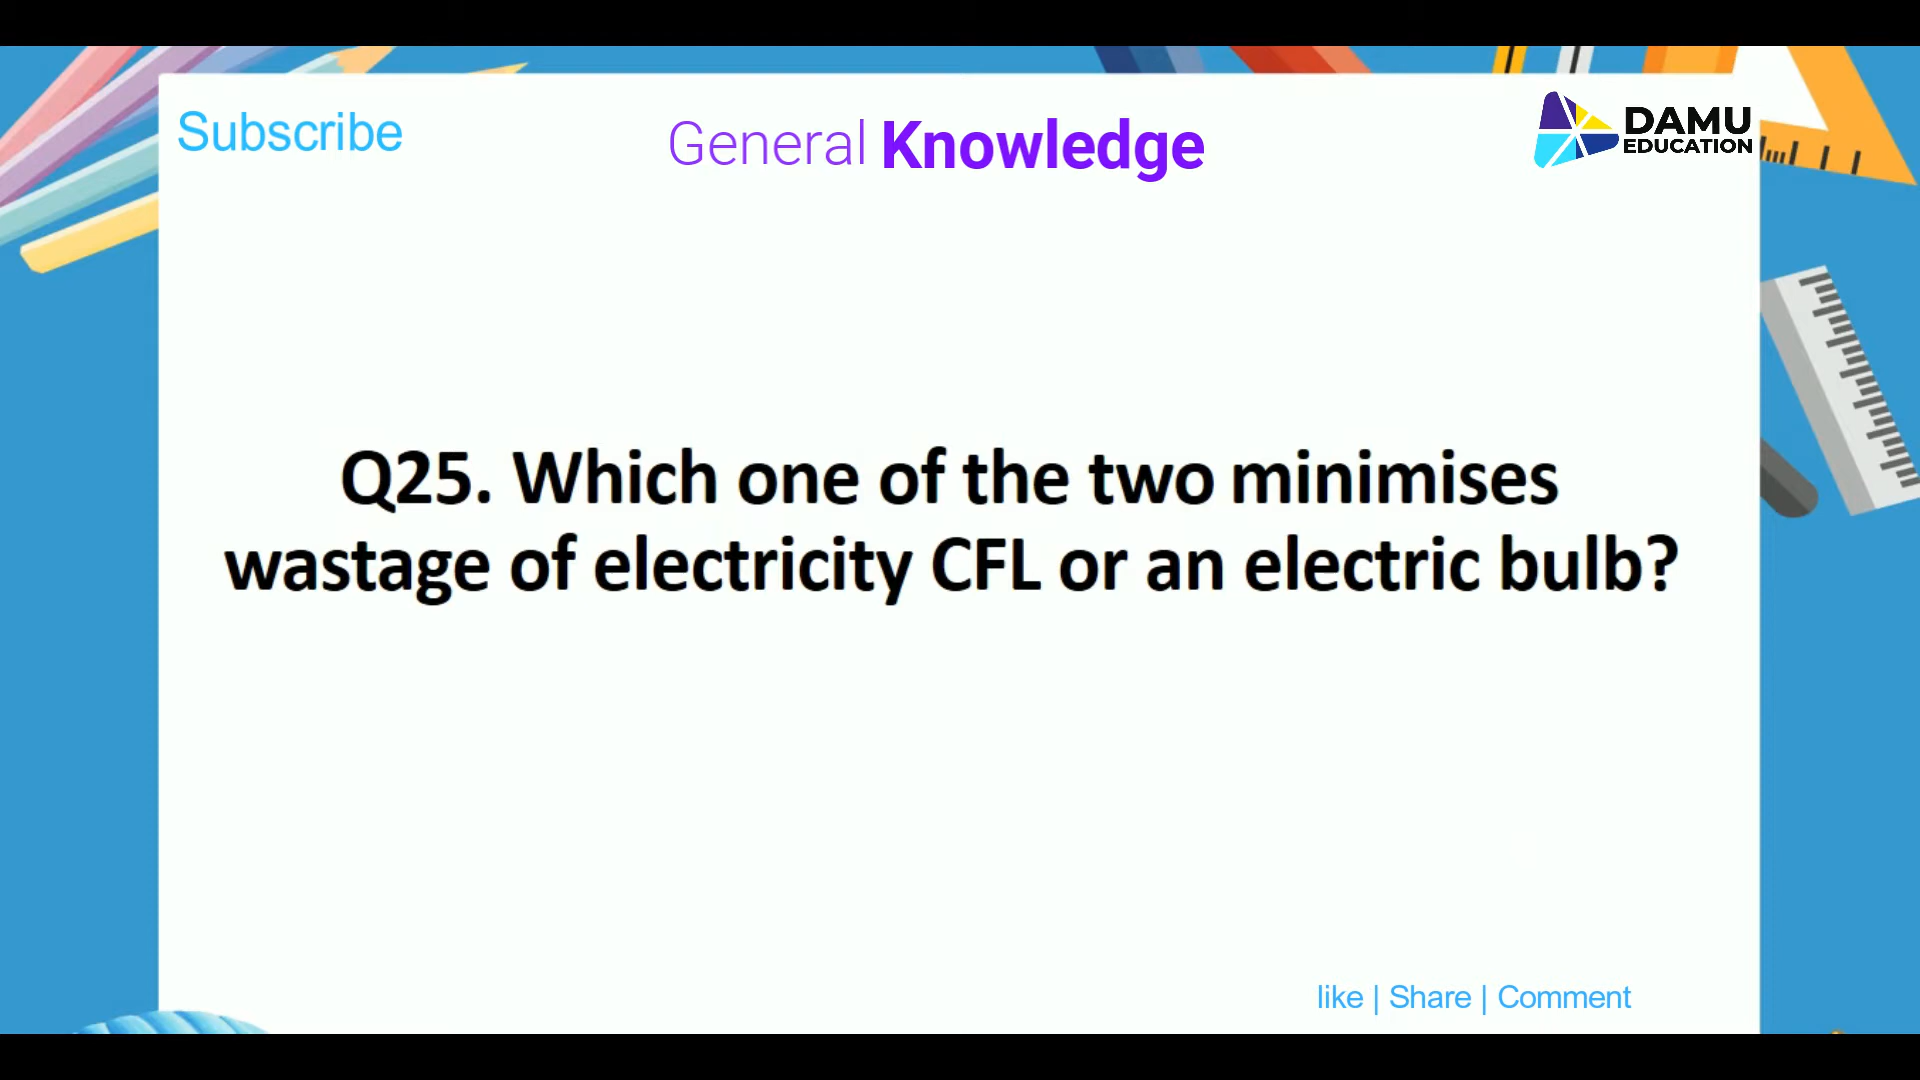 Subscribe
General Knowledge
DAMU
EDUCATION
Q25. Which one of the two minimises
wastage of electricity CFL or an electric bulb?
like | Share | Comment